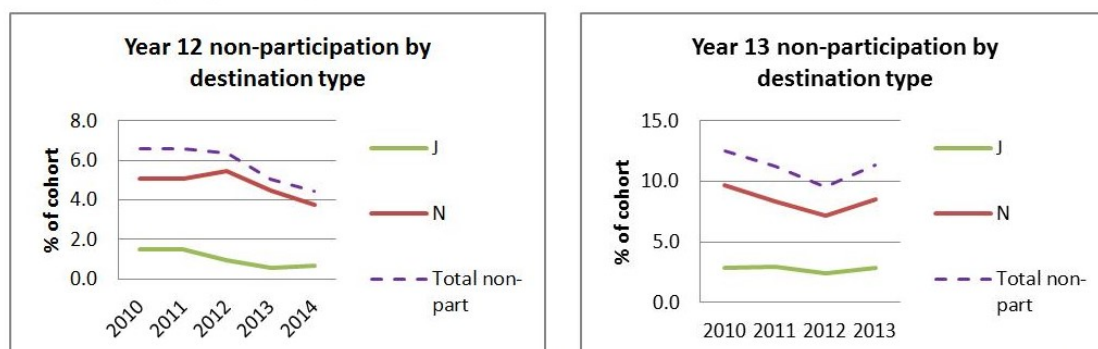 Year 12 non-participation by
destination type
8.0
6.0
4.0
2.0
0.0
% of cohort
2010
2011
2012
2013
2014
J
N
Total non-
part
Year 13 non-participation by
destination type
15.0
10.0
5.0
0.0
% of cohort
2010 2011 2012 2013
J
N
Total non-
part